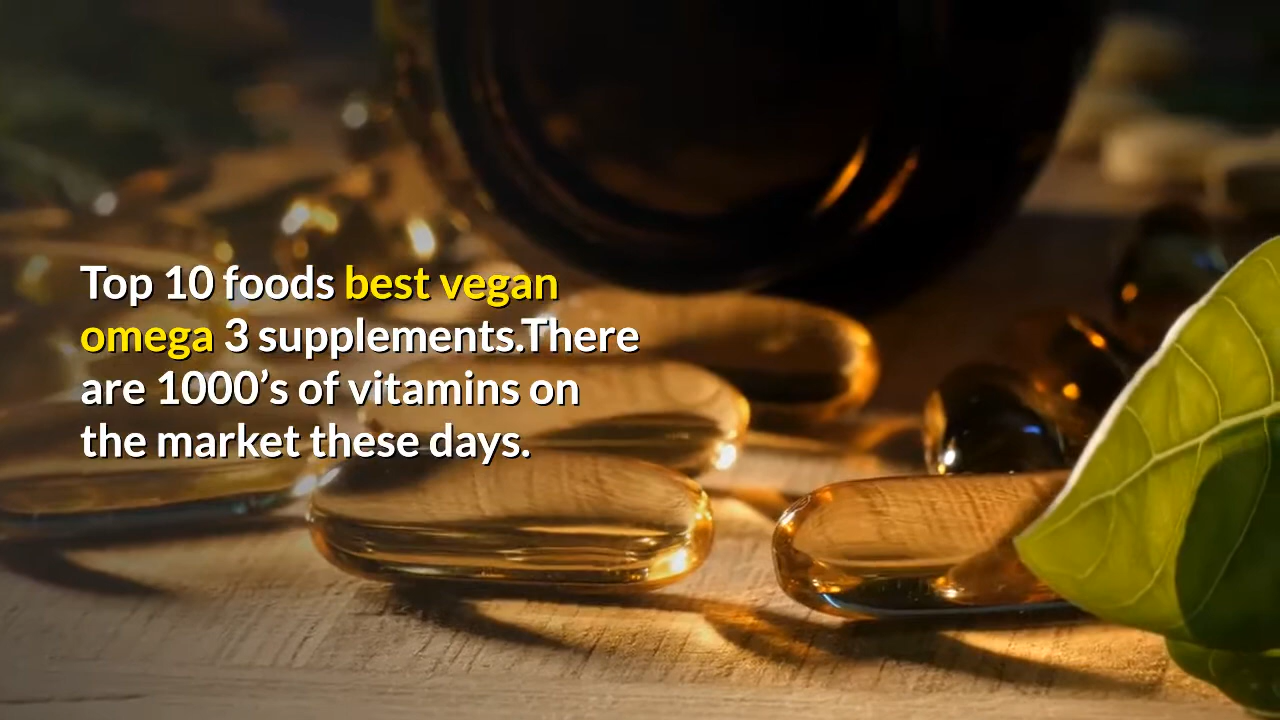 Top 10 foods best vegan
omega 3 supplements.There
are 1000’s of vitamins on
the market these days.